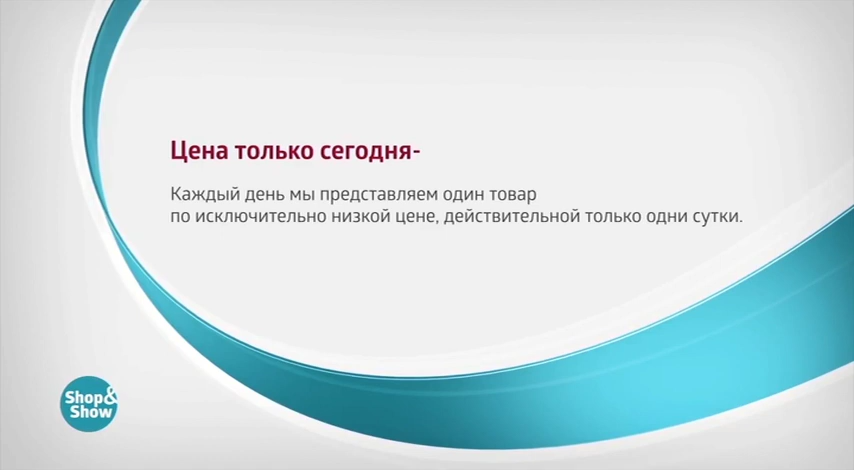 Цена только сегодня-
Каждый день мы представляем один товар
по исключительно низкой цене, действительной только одни сутки.
Shop&
Show